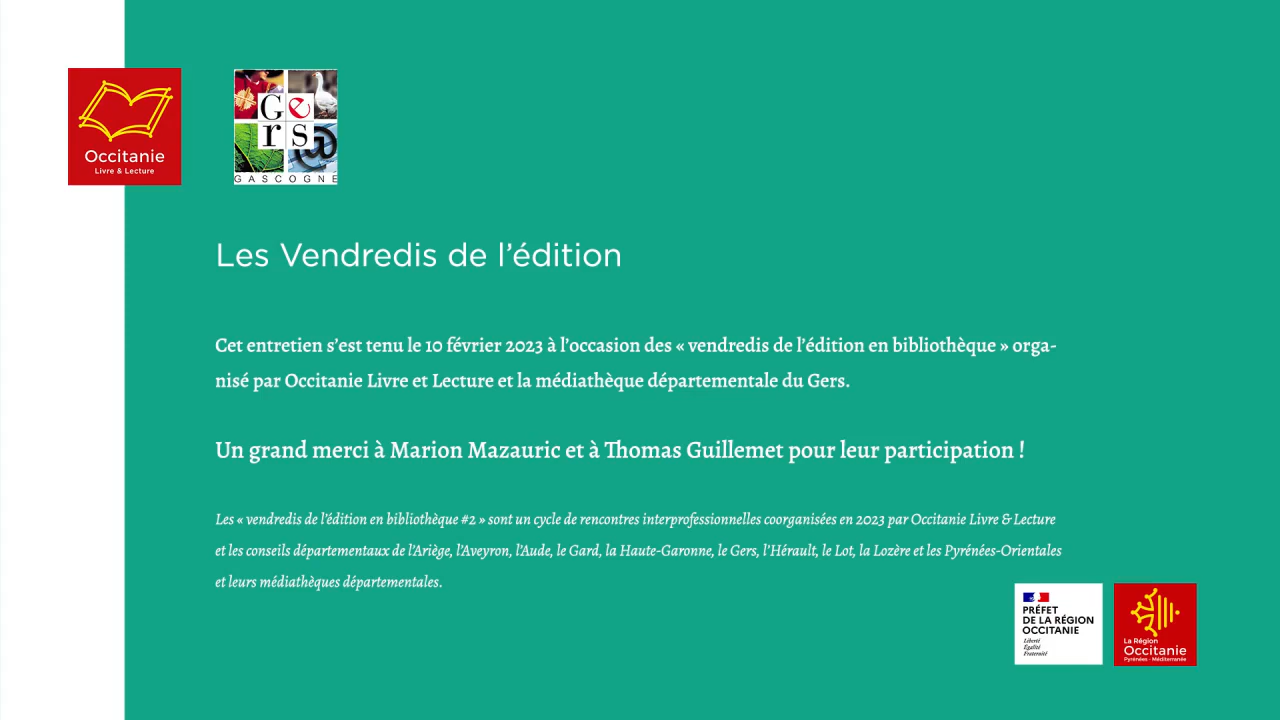 Occitanie
Livre & Lecture
Ge
rs@
GASCOGNE
Les Vendredis de l’édition
Cet entretien s’est tenu le 10 février 2023 à l’occasion des « vendredis de l’édition en bibliothèque » orga-
nisé par Occitanie Livre et Lecture et la médiathèque départementale du Gers.
Un grand merci à Marion Mazauric et à Thomas Guillemet pour leur participation !
Les « vendredis de l’édition en bibliothèque #2 » sont un cycle de rencontres interprofessionnelles coorganisées en 2023 par Occitanie Livre & Lecture
et les conseils départementaux de l’Ariège, l’Aveyron, l’Aude, le Gard, la Haute-Garonne, le Gers, l’Hérault, le Lot, la Lozère et les Pyrénées-Orientales
et leurs médiathèques départementales.
PRÉFET
DE LA RÉGION
OCCITANIE
Liberté
Égalité
Fraternité
La Région
Occitanie
Pyrénées - Méditerranée